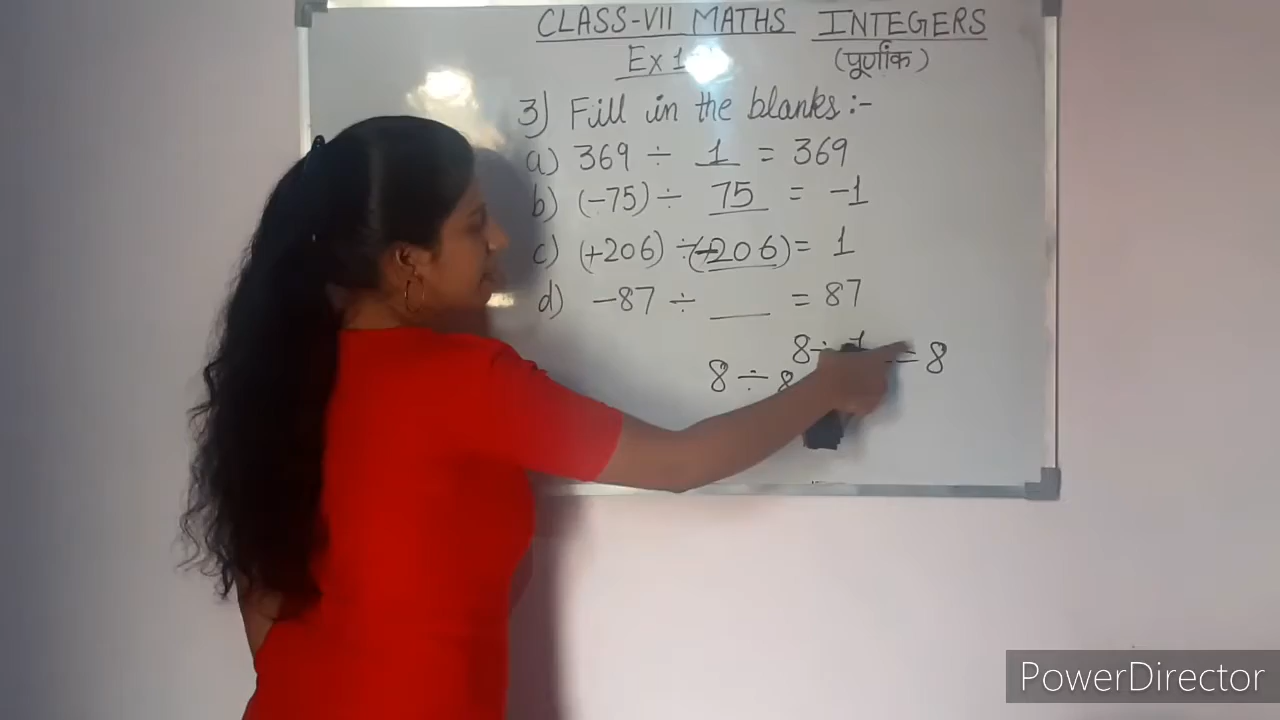 CLASS-VII MATHS INTEGERS
Ex 1
(पूर्णांक)
3) Fill in the blanks :-
a) 369 ÷ 1 = 369
b) (-75) ÷ 75 = -1
c) (+206) ÷ (+206) = 1
d) -87 ÷ ___ = 87
8 ÷ 1 = 8
8 ÷ 8
PowerDirector